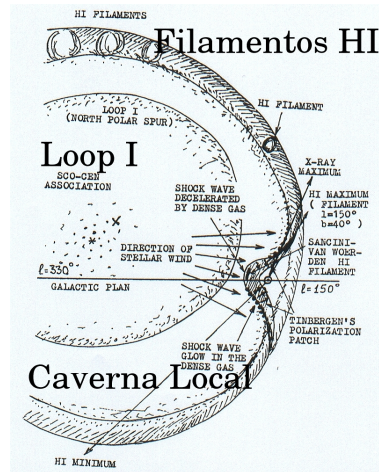 HI FILAMENTS
Filamentos HI
HI FILAMENT
LOOP I
(NORTH POLAR SPUR)
Loop I
X-RAY
MAXIMUM
SCO-CEN
ASSOCIATION
SHOCK WAVE
DECELERATED
BY DENSE GAS
HI MAXIMUM
( FILAMENT
l=150°
b=40° )
DIRECTION OF
STELLAR WIND
SANCINI-
VAN WOER-
DEN HI
FILAMENT
l=330°
GALACTIC PLAN
l=150°
TINBERGEN'S
POLARIZATION
PATCH
SHOCK WAVE
GLOW IN THE
DENSE GAS
Caverna Local
HI MINIMUM